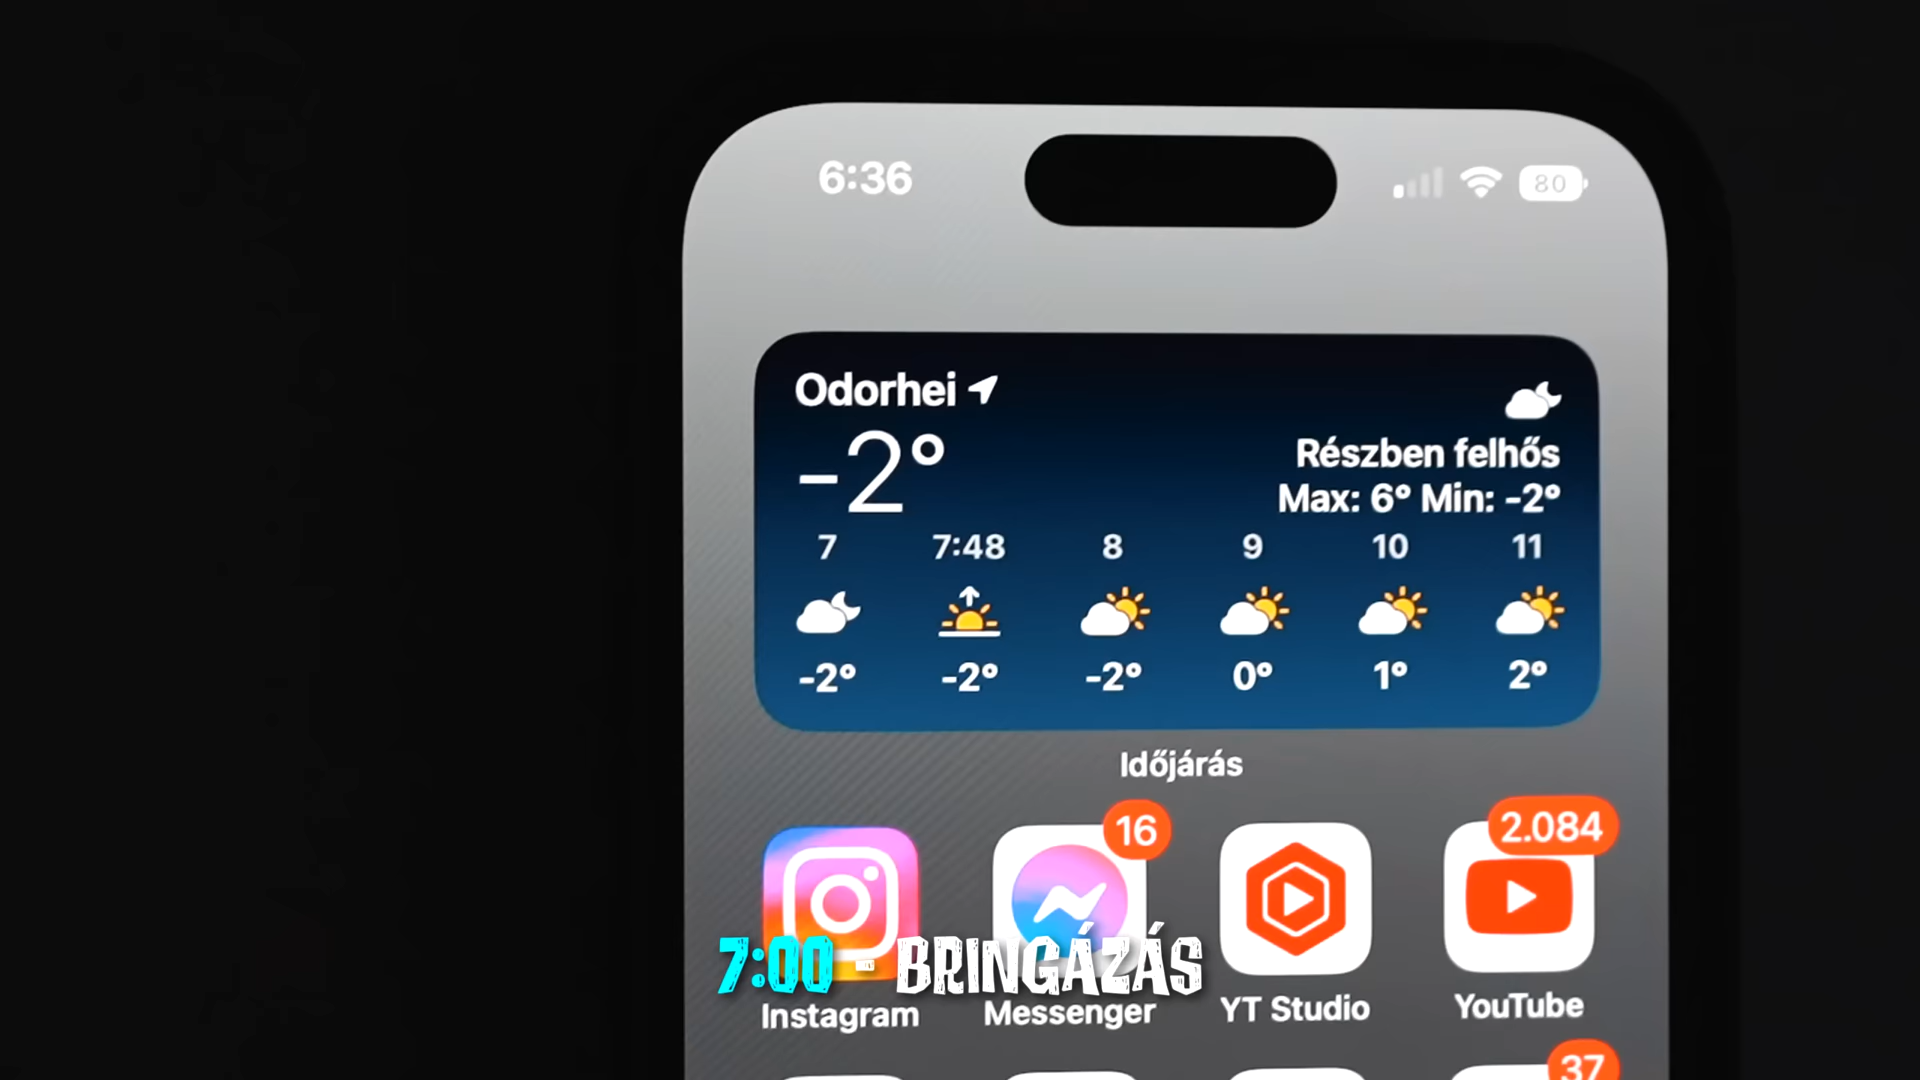 6:36
80
Odorhei
-2°
Részben felhős
Max: 6° Min: -2°
7 7:48 8 9 10 11
-2° -2° -2° 0° 1° 2°
Időjárás
16
2.084
7:00 - BRINGÁZÁS
Instagram Messenger YT Studio YouTube
37